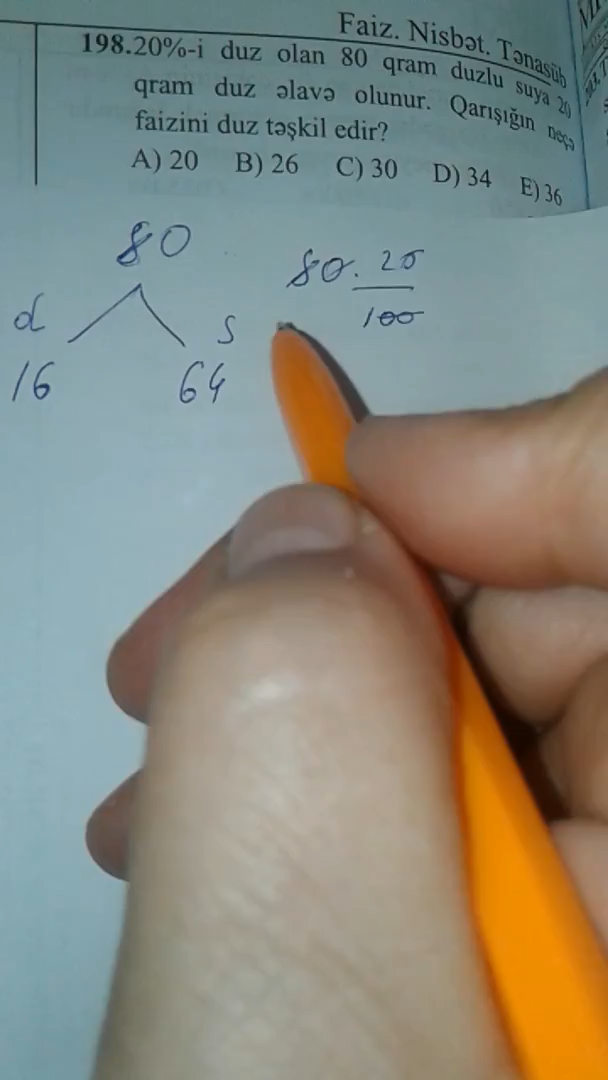 Faiz. Nisbət. Tənasüb
198.20%-i duz olan 80 qram duzlu suya 20
qram duz əlavə olunur. Qarışığın neçə
faizini duz təşkil edir?
A) 20 B) 26 C) 30 D) 34 E) 36
80
80 . 20
100
d s
16 64